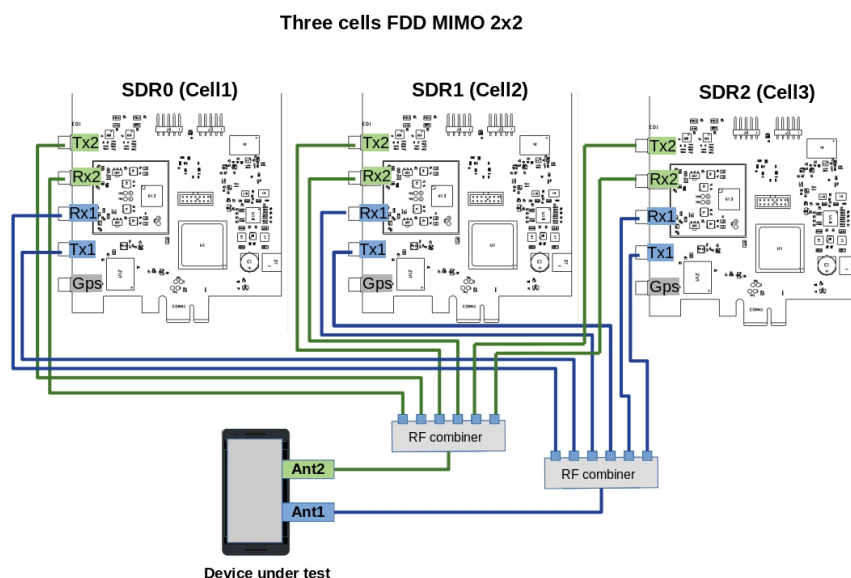 Three cells FDD MIMO 2x2
SDR0 (Cell1)
SDR1 (Cell2)
SDR2 (Cell3)
Tx2
Rx2
Rx1
Tx1
Gps
Tx2
Rx2
Rx1
Tx1
Gps
Tx2
Rx2
Rx1
Tx1
Gps
RF combiner
RF combiner
Ant2
Ant1
Device under test